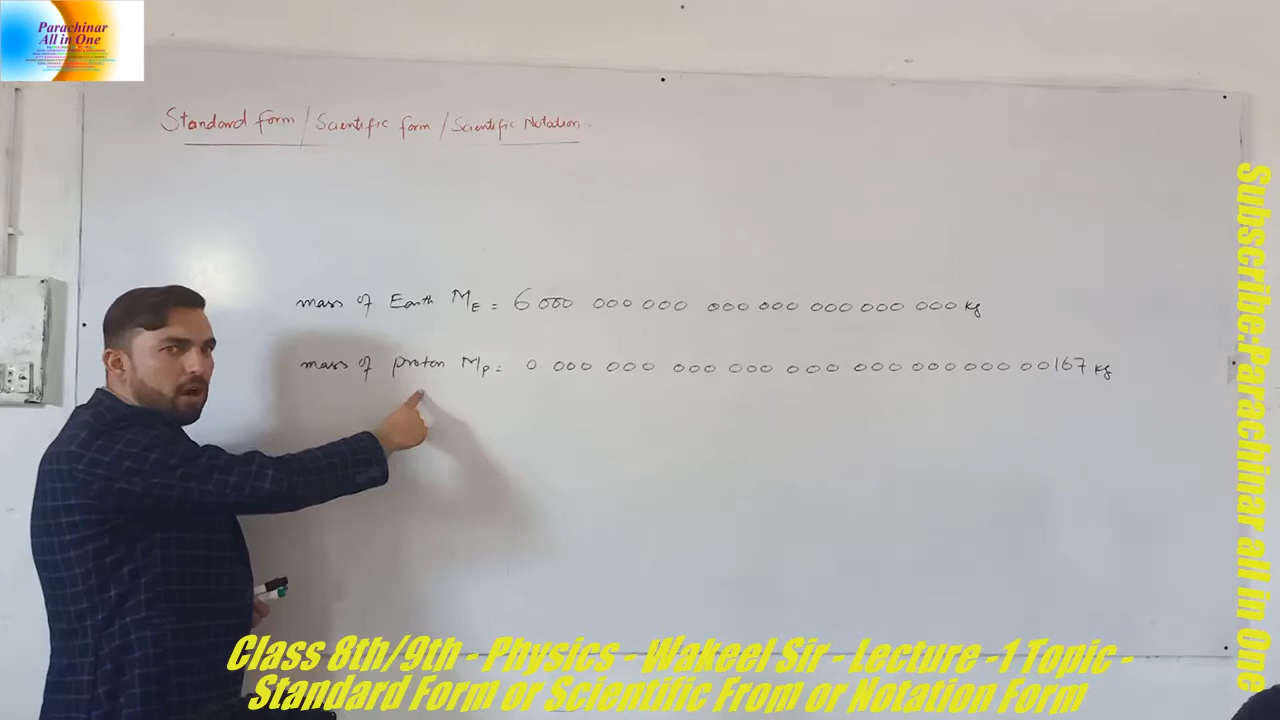 Parachinar
All in One
Standard form / Scientific form / Scientific Notation.
mass of Earth M_E = 6 000 000 000 000 000 000 000 000 kg
mass of proton M_P = 0.000 000 000 000 000 000 000 000 00167 kg
Subscribe.Parachinar all in One
Class 8th/9th - Physics - Wakeel Sir - Lecture -1 Topic -
Standard Form or Scientific From or Notation Form